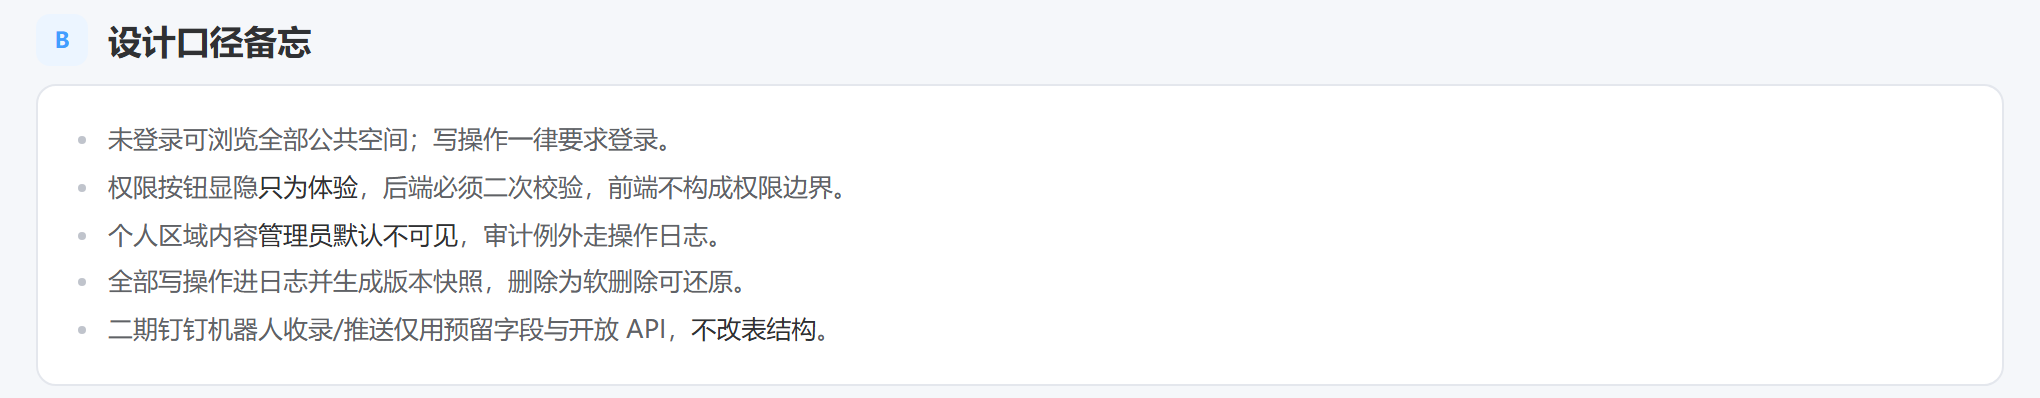 B
设计口径备忘
未登录可浏览全部公共空间；写操作一律要求登录。
权限按钮显隐只为体验，后端必须二次校验，前端不构成权限边界。
个人区域内容管理员默认不可见，审计例外走操作日志。
全部写操作进日志并生成版本快照，删除为软删除可还原。
二期钉钉机器人收录/推送仅用预留字段与开放 API，不改表结构。